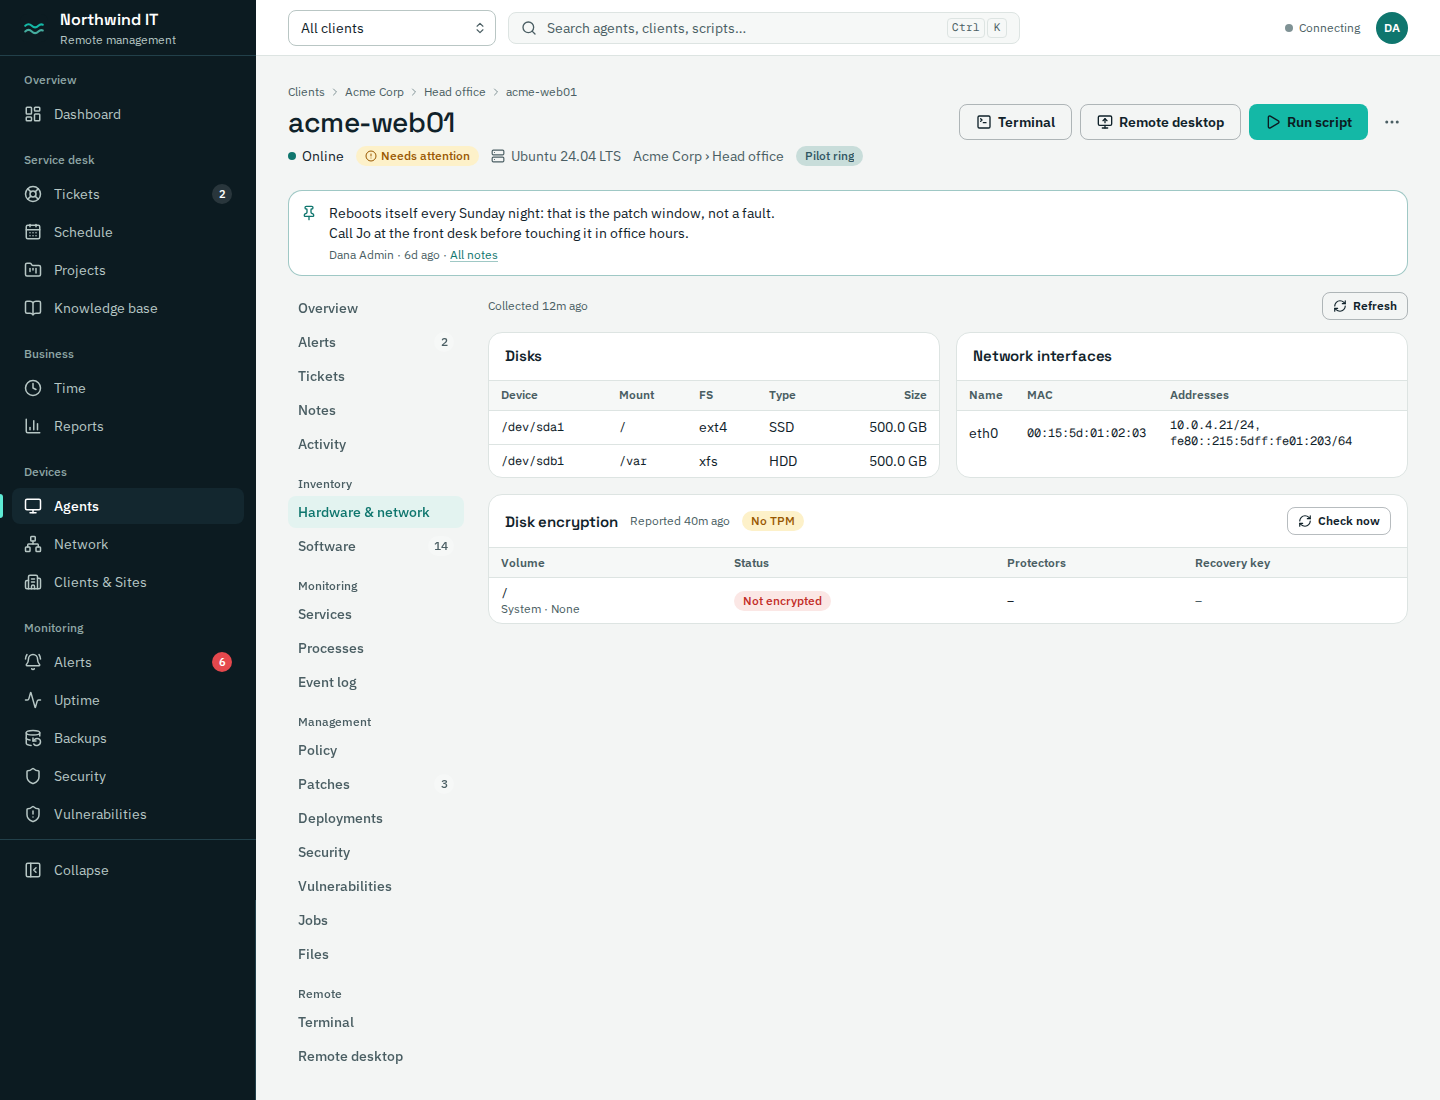 Northwind IT
Remote management
Overview
Dashboard
Service desk
Tickets 2
Schedule
Projects
Knowledge base
Business
Time
Reports
Devices
Agents
Network
Clients & Sites
Monitoring
Alerts 6
Uptime
Backups
Security
Vulnerabilities
Collapse
All clients
Search agents, clients, scripts... Ctrl K
Connecting DA
Clients > Acme Corp > Head office > acme-web01
acme-web01
Terminal Remote desktop Run script
Online Needs attention Ubuntu 24.04 LTS Acme Corp › Head office Pilot ring
Reboots itself every Sunday night: that is the patch window, not a fault.
Call Jo at the front desk before touching it in office hours.
Dana Admin · 6d ago · All notes
Overview
Alerts 2
Tickets
Notes
Activity
Inventory
Hardware & network
Software 14
Monitoring
Services
Processes
Event log
Management
Policy
Patches 3
Deployments
Security
Vulnerabilities
Jobs
Files
Remote
Terminal
Remote desktop
Collected 12m ago Refresh
Disks
Device Mount FS Type Size
/dev/sda1 / ext4 SSD 500.0 GB
/dev/sdb1 /var xfs HDD 500.0 GB
Network interfaces
Name MAC Addresses
eth0 00:15:5d:01:02:03 10.0.4.21/24,
fe80::215:5dff:fe01:203/64
Disk encryption Reported 40m ago No TPM Check now
Volume Status Protectors Recovery key
/
System · None Not encrypted – –